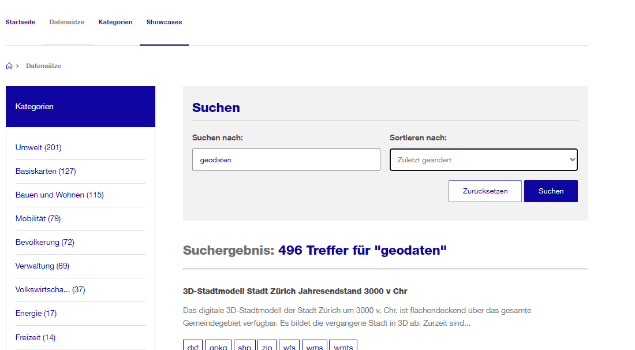 Startseite Datensätze Kategorien Showcases
> Datensätze
Kategorien
Umwelt (201)
Basiskarten (127)
Bauen und Wohnen (115)
Mobilität (79)
Bevölkerung (72)
Verwaltung (69)
Volkswirtscha... (37)
Energie (17)
Freizeit (14)
Suchen
Suchen nach: Sortieren nach:
geodaten Zuletzt geändert
Zurücksetzen Suchen
Suchergebnis: 496 Treffer für "geodaten"
3D-Stadtmodell Stadt Zürich Jahresendstand 3000 v Chr
Das digitale 3D-Stadtmodell der Stadt Zürich um 3000 v. Chr. ist flächendeckend über das gesamte
Gemeindegebiet verfügbar. Es bildet die vergangene Stadt in 3D ab. Zurzeit sind...
dxf gpkg shp zip wfs wms wmts